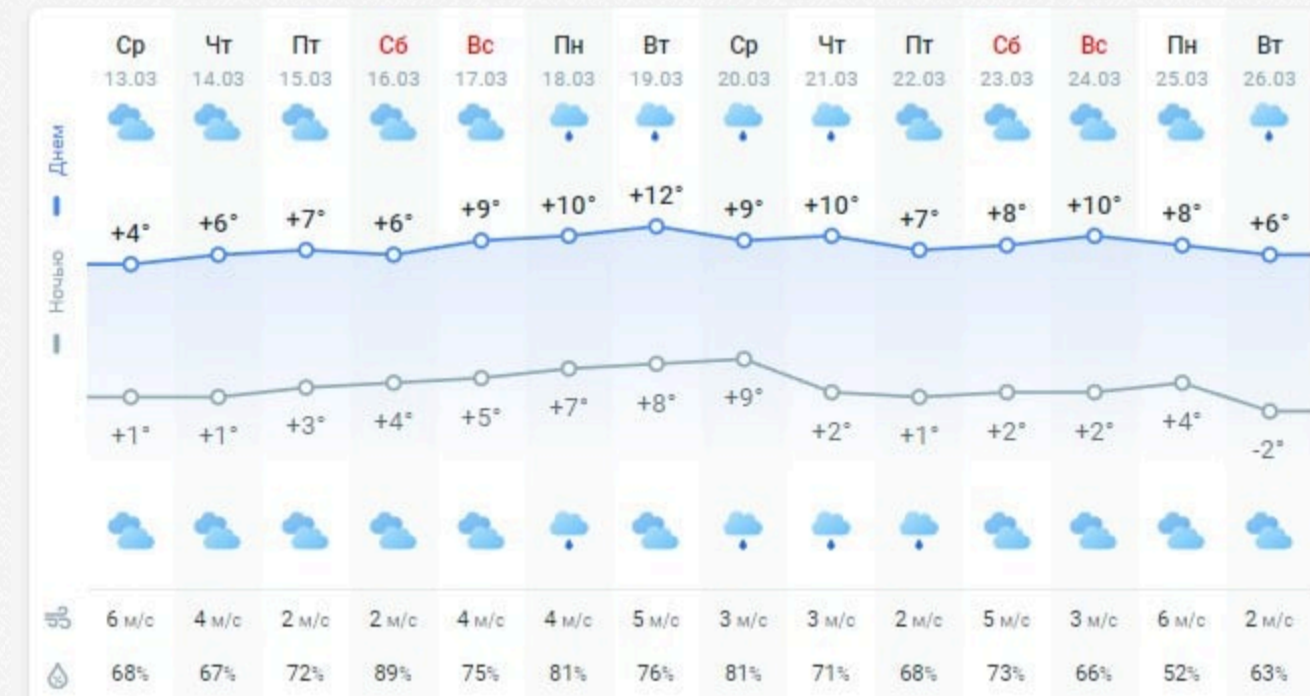 Ср Чт Пт Сб Вс Пн Вт Ср Чт Пт Сб Вс Пн Вт
13.03 14.03 15.03 16.03 17.03 18.03 19.03 20.03 21.03 22.03 23.03 24.03 25.03 26.03
Днем
+4° +6° +7° +6° +9° +10° +12° +9° +10° +7° +8° +10° +8° +6°
Ночью
+1° +1° +3° +4° +5° +7° +8° +9° +2° +1° +2° +2° +4° -2°
6 м/с 4 м/с 2 м/с 2 м/с 4 м/с 4 м/с 5 м/с 3 м/с 3 м/с 2 м/с 5 м/с 3 м/с 6 м/с 2 м/с
68% 67% 72% 89% 75% 81% 76% 81% 71% 68% 73% 66% 52% 63%